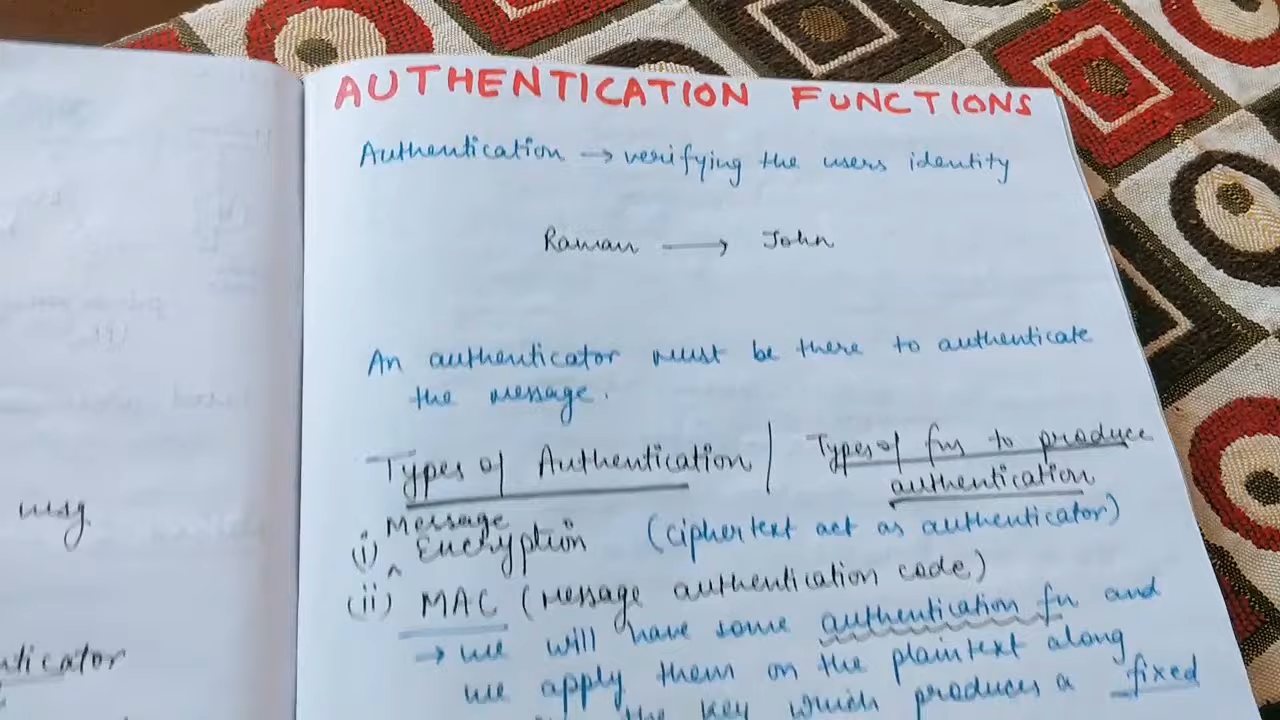 AUTHENTICATION FUNCTIONS
Authentication → verifying the users identity
Raman → John
An authenticator must be there to authenticate
the message.
Types of Authentication | Types of fns to produce
authentication
(i) Message Encryption (ciphertext act as authenticator)
(ii) MAC (Message authentication code)
→ we will have some authentication fn and
we apply them on the plaintext along
the key which produces a fixed
msg.